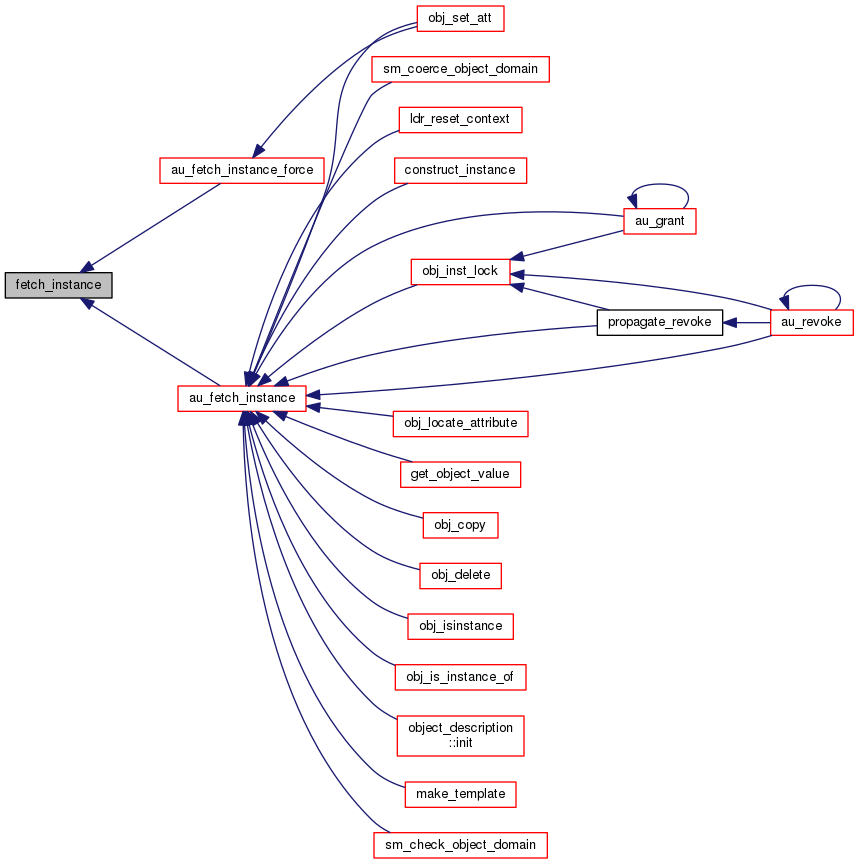 obj_set_att
sm_coerce_object_domain
ldr_reset_context
au_fetch_instance_force
construct_instance
au_grant
obj_inst_lock
fetch_instance
propagate_revoke
au_revoke
au_fetch_instance
obj_locate_attribute
get_object_value
obj_copy
obj_delete
obj_isinstance
obj_is_instance_of
object_description
::init
make_template
sm_check_object_domain